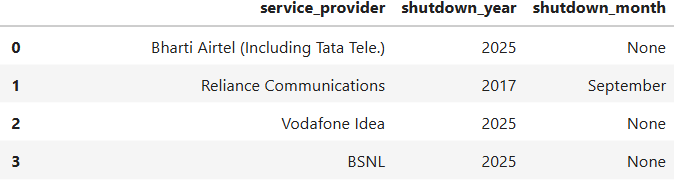 service_provider shutdown_year shutdown_month
0 Bharti Airtel (Including Tata Tele.) 2025 None
1 Reliance Communications 2017 September
2 Vodafone Idea 2025 None
3 BSNL 2025 None